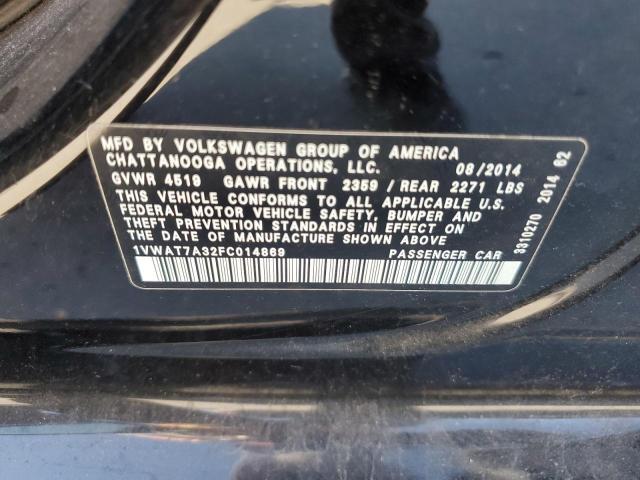 MFD BY VOLKSWAGEN GROUP OF AMERICA
CHATTANOOGA OPERATIONS, LLC. 08/2014
GVWR 4519 GAWR FRONT 2359 / REAR 2271 LBS
THIS VEHICLE CONFORMS TO ALL APPLICABLE U.S.
FEDERAL MOTOR VEHICLE SAFETY, BUMPER AND
THEFT PREVENTION STANDARDS IN EFFECT ON
THE DATE OF MANUFACTURE SHOWN ABOVE
1VWAT7A32FC014869 PASSENGER CAR
3310270 2014 62